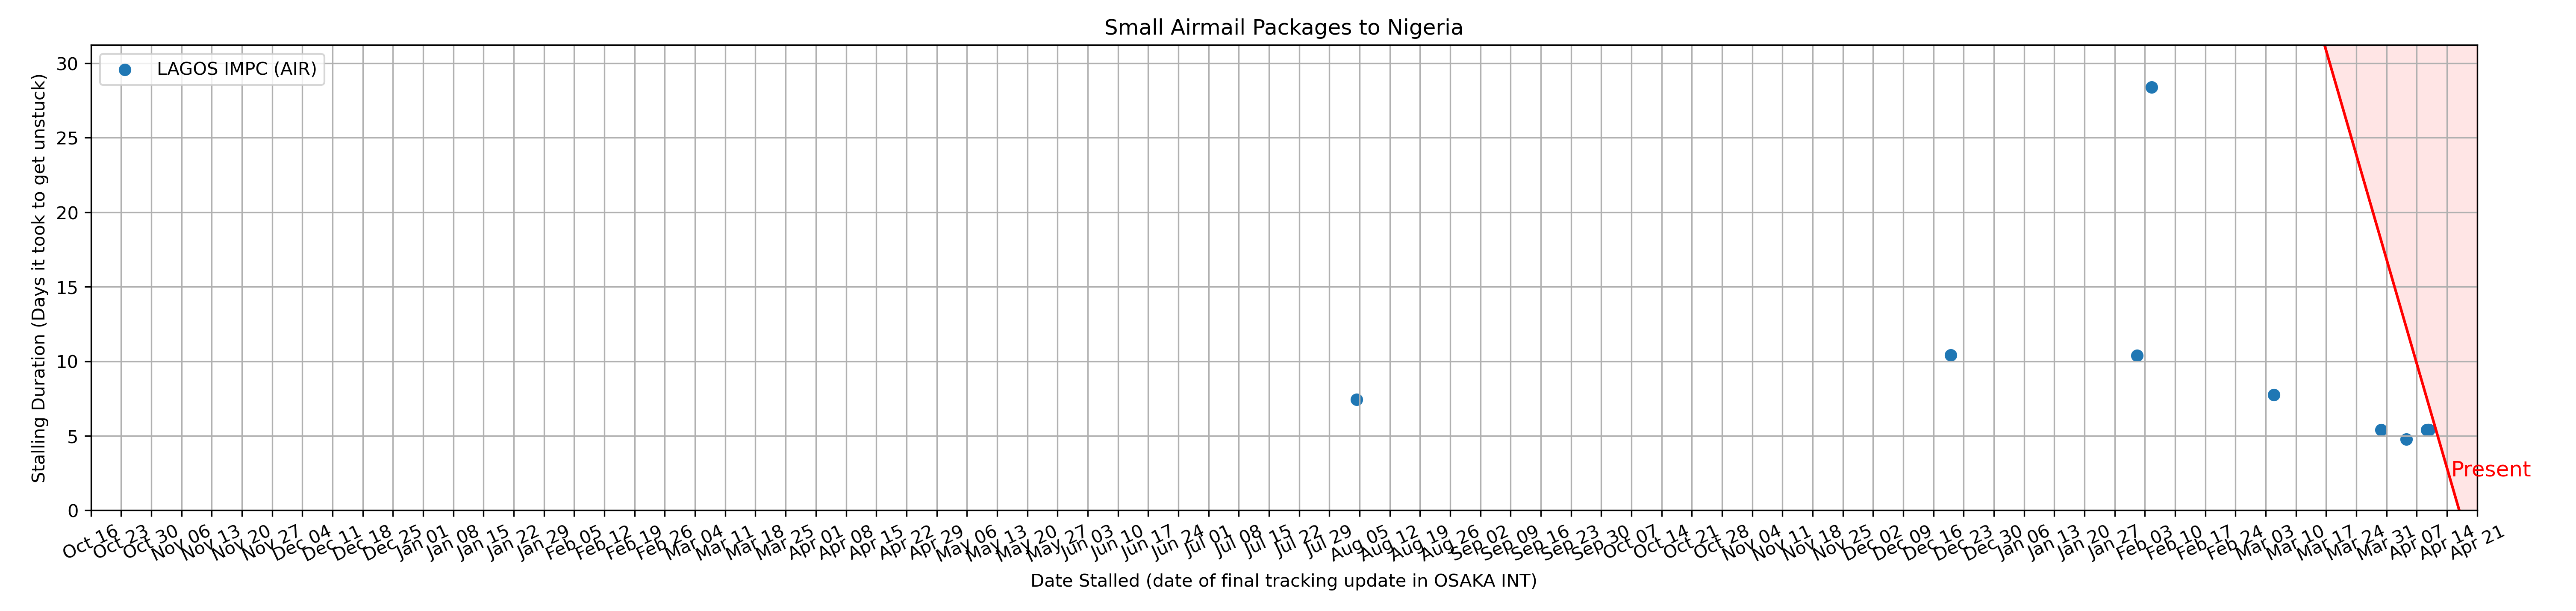 Small Airmail Packages to Nigeria
LAGOS IMPC (AIR)
Stalling Duration (Days it took to get unstuck)
30
25
20
15
10
5
0
Present
Oct 16
Oct 23
Oct 30
Nov 06
Nov 13
Nov 20
Nov 27
Dec 04
Dec 11
Dec 18
Dec 25
Jan 01
Jan 08
Jan 15
Jan 22
Jan 29
Feb 05
Feb 12
Feb 19
Feb 26
Mar 04
Mar 11
Mar 18
Mar 25
Apr 01
Apr 08
Apr 15
Apr 22
Apr 29
May 06
May 13
May 20
May 27
Jun 03
Jun 10
Jun 17
Jun 24
Jul 01
Jul 08
Jul 15
Jul 22
Jul 29
Aug 05
Aug 12
Aug 19
Aug 26
Sep 02
Sep 09
Sep 16
Sep 23
Sep 30
Oct 07
Oct 14
Oct 21
Oct 28
Nov 04
Nov 11
Nov 18
Nov 25
Dec 02
Dec 09
Dec 16
Dec 23
Dec 30
Jan 06
Jan 13
Jan 20
Jan 27
Feb 03
Feb 10
Feb 17
Feb 24
Mar 03
Mar 10
Mar 17
Mar 24
Mar 31
Apr 07
Apr 14
Apr 21
Date Stalled (date of final tracking update in OSAKA INT)